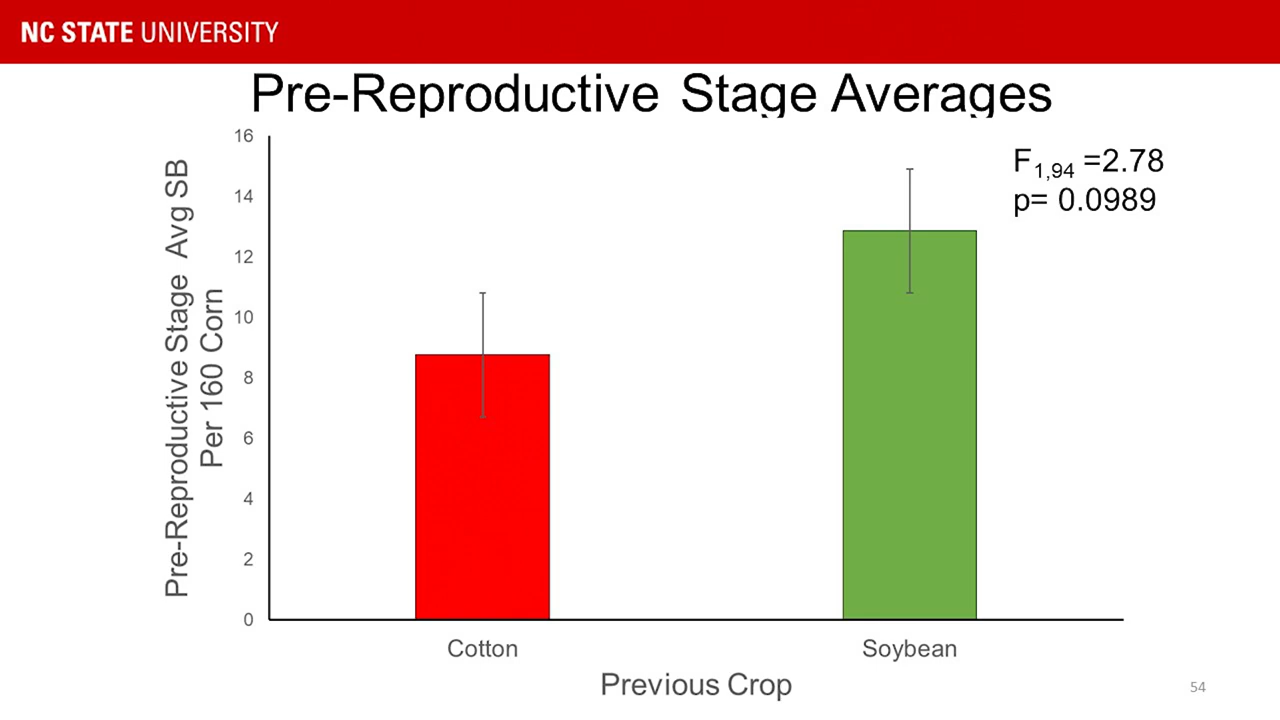 NC STATE UNIVERSITY
Pre-Reproductive Stage Averages
Pre-Reproductive Stage Avg SB
Per 160 Corn
16
14
12
10
8
6
4
2
0
F1,94 =2.78
p= 0.0989
Cotton
Soybean
Previous Crop
54